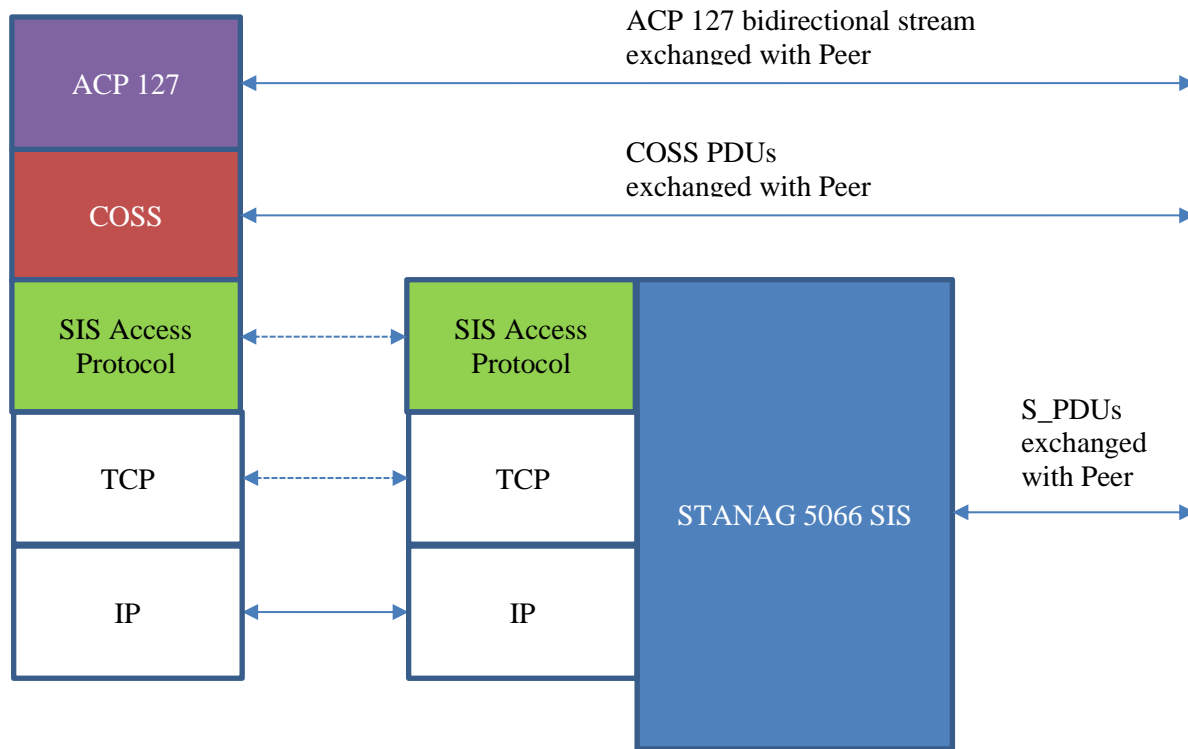 ACP 127 bidirectional stream
exchanged with Peer
ACP 127
COSS PDUs
exchanged with Peer
COSS
SIS Access
Protocol
SIS Access
Protocol
S_PDUs
exchanged
with Peer
TCP
TCP
STANAG 5066 SIS
IP
IP